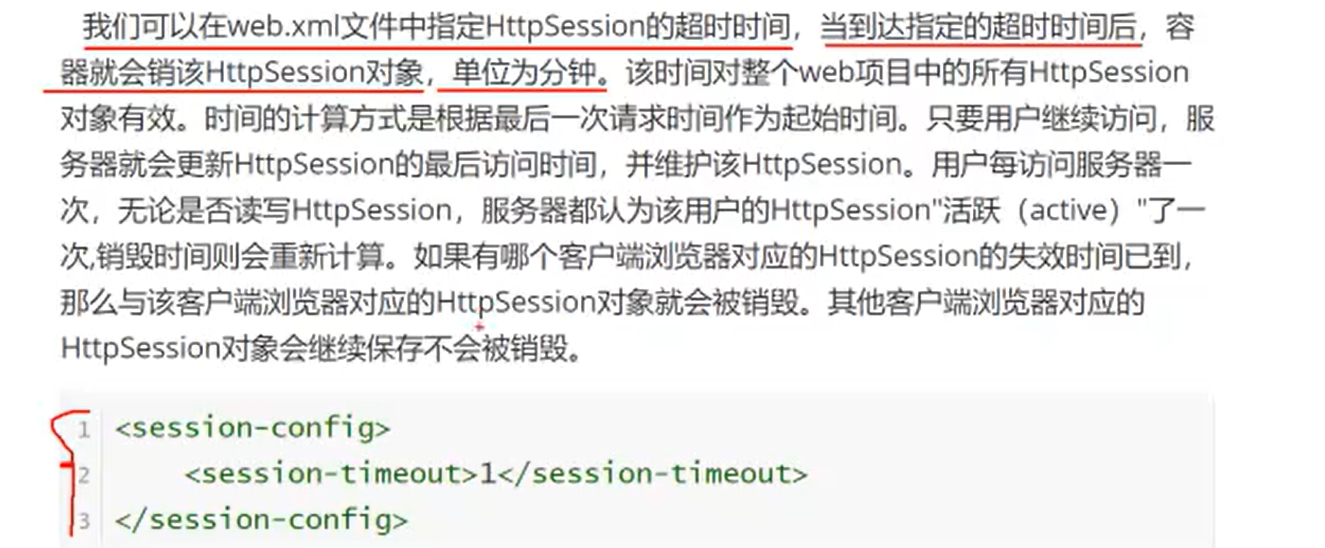 我们可以在web.xml文件中指定HttpSession的超时时间，当到达指定的超时时间后，容
器就会销该HttpSession对象，单位为分钟。该时间对整个web项目中的所有HttpSession
对象有效。时间的计算方式是根据最后一次请求时间作为起始时间。只要用户继续访问，服
务器就会更新HttpSession的最后访问时间，并维护该HttpSession。用户每访问服务器一
次，无论是否读写HttpSession，服务器都认为该用户的HttpSession"活跃（active）"了一
次,销毁时间则会重新计算。如果有哪个客户端浏览器对应的HttpSession的失效时间已到，
那么与该客户端浏览器对应的HttpSession对象就会被销毁。其他客户端浏览器对应的
HttpSession对象会继续保存不会被销毁。
1 <session-config>
2 <session-timeout>1</session-timeout>
3 </session-config>